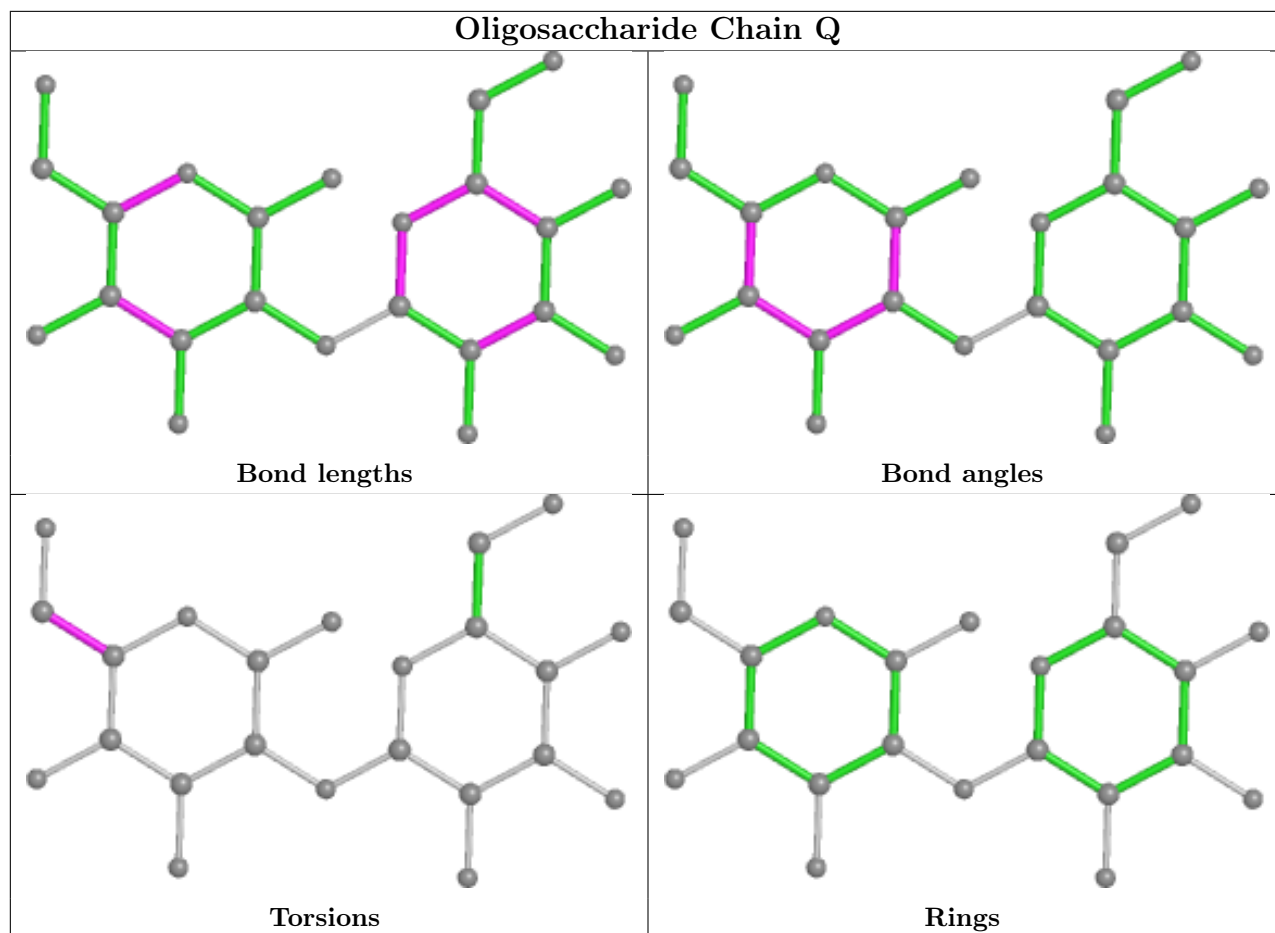 Oligosaccharide Chain Q
Bond lengths
Bond angles
Torsions
Rings